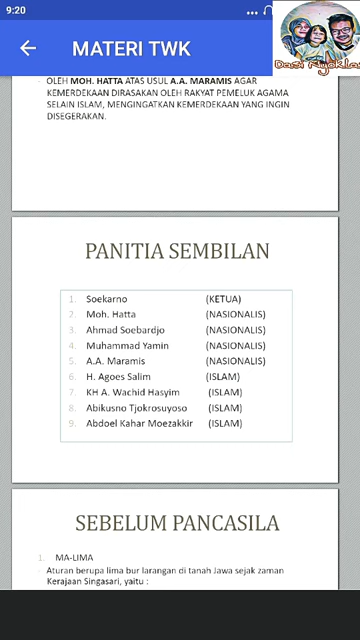 9:20
MATERI TWK
Dasi Nyoklat
- OLEH MOH. HATTA ATAS USUL A.A. MARAMIS AGAR
KEMERDEKAAN DIRASAKAN OLEH RAKYAT PEMELUK AGAMA
SELAIN ISLAM, MENGINGATKAN KEMERDEKAAN YANG INGIN
DISEGERAKAN.
PANITIA SEMBILAN
1. Soekarno (KETUA)
2. Moh. Hatta (NASIONALIS)
3. Ahmad Soebardjo (NASIONALIS)
4. Muhammad Yamin (NASIONALIS)
5. A.A. Maramis (NASIONALIS)
6. H. Agoes Salim (ISLAM)
7. KH A. Wachid Hasyim (ISLAM)
8. Abikusno Tjokrosuyoso (ISLAM)
9. Abdoel Kahar Moezakkir (ISLAM)
SEBELUM PANCASILA
1. MA-LIMA
- Aturan berupa lima bur larangan di tanah Jawa sejak zaman
Kerajaan Singasari, yaitu :